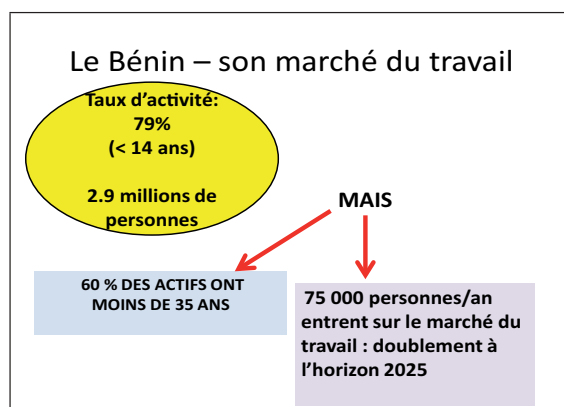 Le Bénin – son marché du travail
Taux d’activité:
79%
(< 14 ans)
2.9 millions de
personnes
MAIS
60 % DES ACTIFS ONT
MOINS DE 35 ANS
75 000 personnes/an
entrent sur le marché du
travail : doublement à
l’horizon 2025